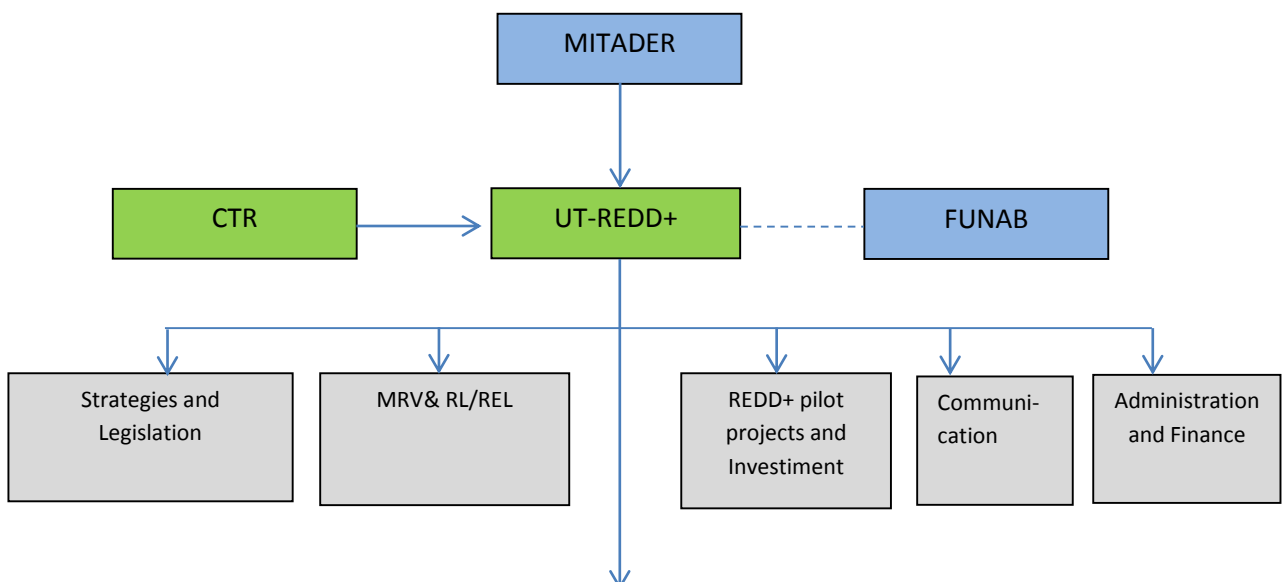 MITADER
CTR
UT-REDD+
FUNAB
Strategies and
Legislation
MRV& RL/REL
REDD+ pilot
projects and
Investiment
Communi-
cation
Administration
and Finance